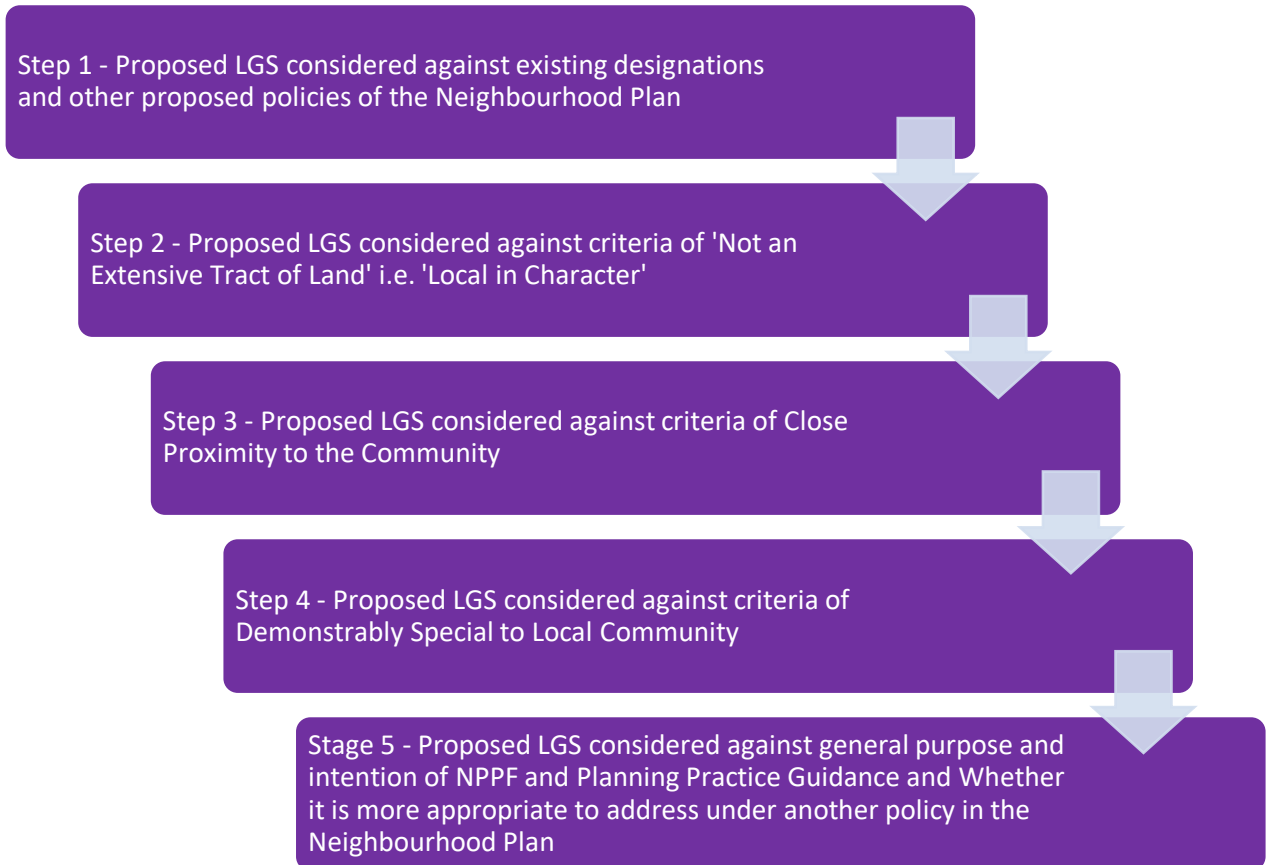 Step 1 - Proposed LGS considered against existing designations
and other proposed policies of the Neighbourhood Plan
Step 2 - Proposed LGS considered against criteria of 'Not an
Extensive Tract of Land' i.e. 'Local in Character'
Step 3 - Proposed LGS considered against criteria of Close
Proximity to the Community
Step 4 - Proposed LGS considered against criteria of
Demonstrably Special to Local Community
Stage 5 - Proposed LGS considered against general purpose and
intention of NPPF and Planning Practice Guidance and Whether
it is more appropriate to address under another policy in the
Neighbourhood Plan